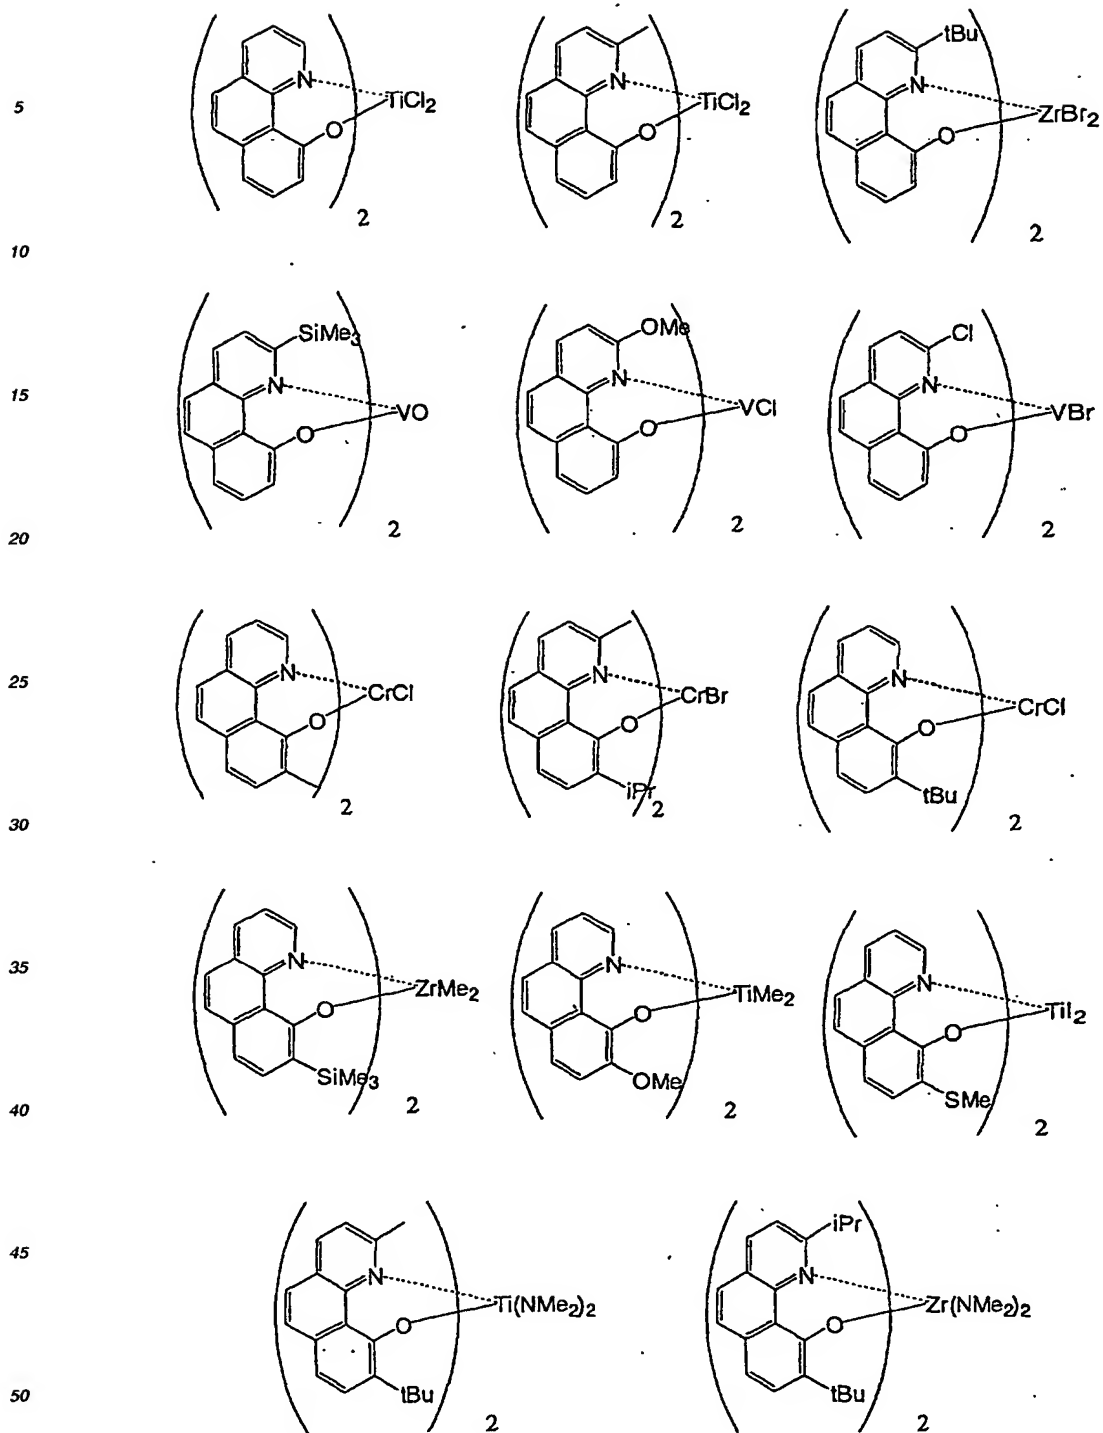 N TiCl2
5
O
2
N TiCl2
O
2
tBu
N ZrBr2
O
2
10
SiMe3
N
15
O VO
2
OMe
N VCl
O
2
Cl
N VBr
O
2
20
25
N CrCl
O
2
N CrBr
O
iPr
2
N CrCl
O
tBu
2
30
35
N ZrMe2
O
SiMe3
2
N TiMe2
O
OMe
2
N TiI2
O
SMe
2
40
45
N Ti(NMe2)2
O
tBu
2
iPr
N Zr(NMe2)2
O
tBu
2
50